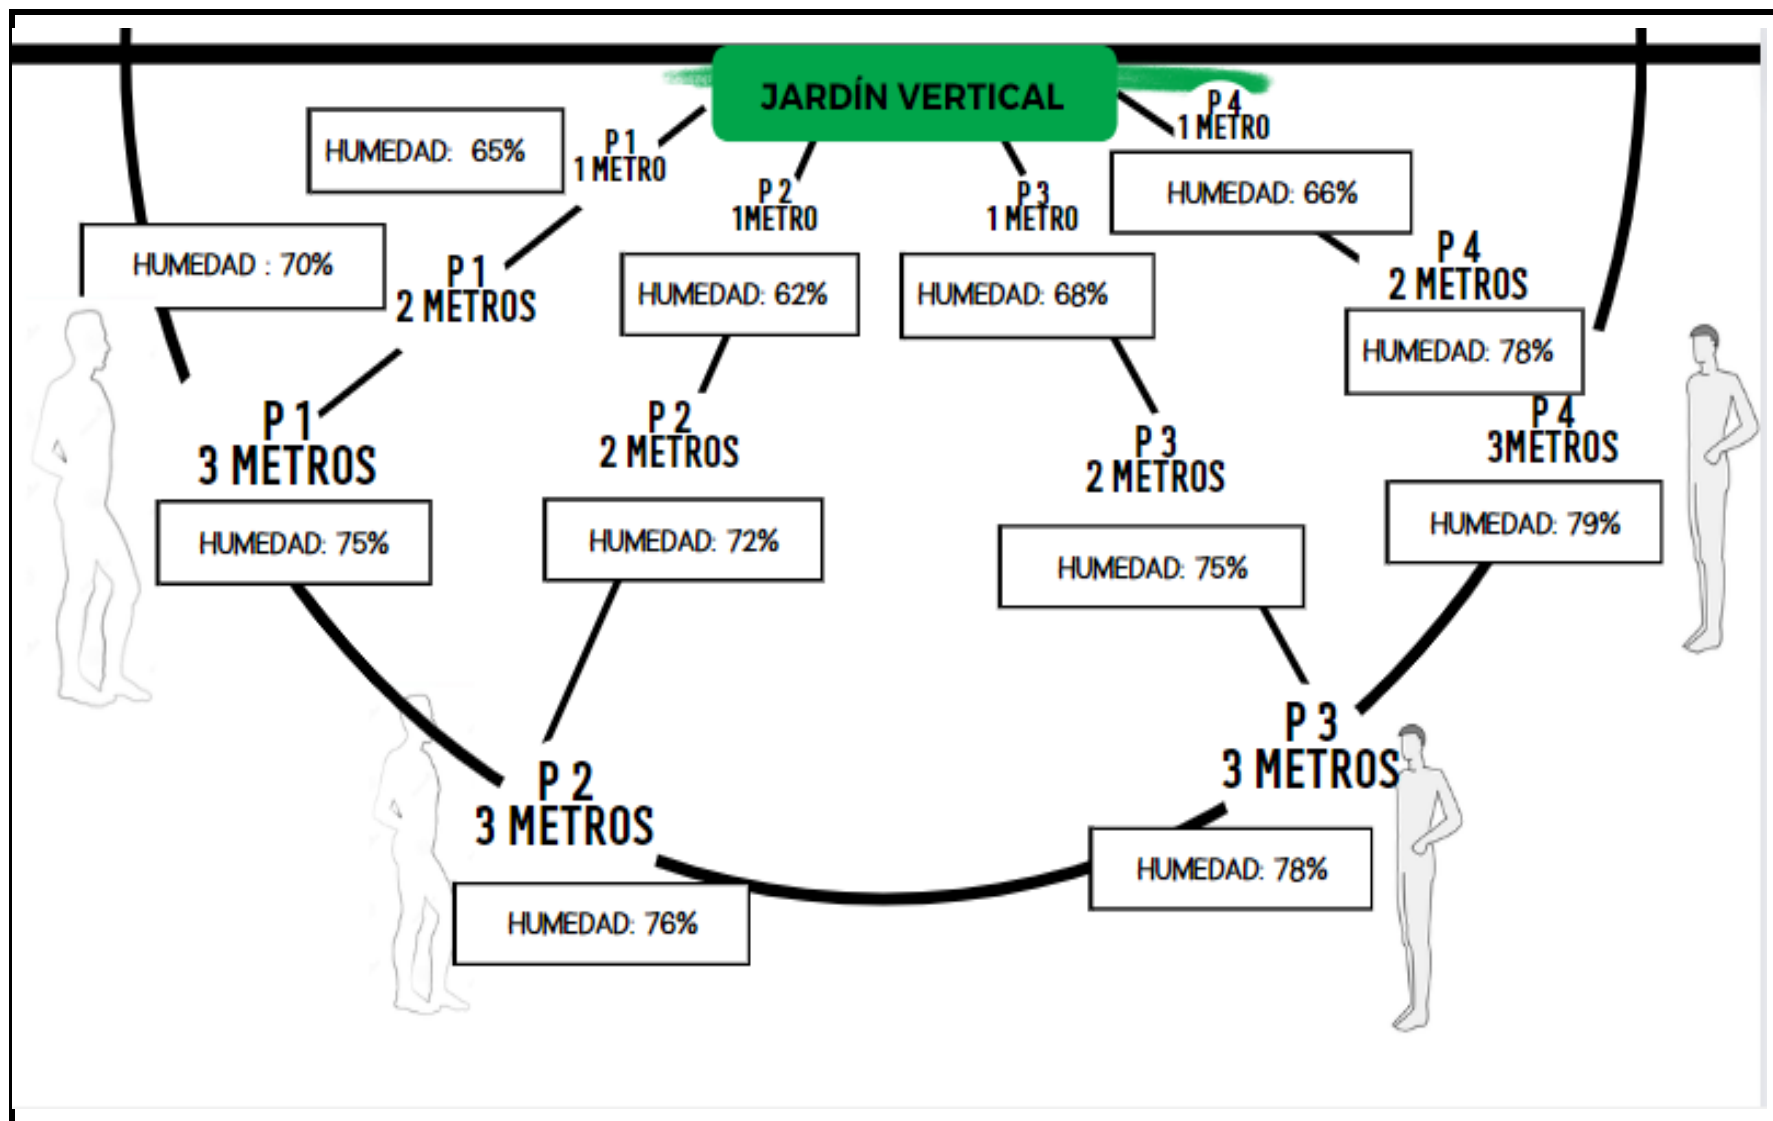 JARDÍN VERTICAL
P 4
1 METRO
HUMEDAD: 65%
P 1
1 METRO
P 2
1METRO
P 3
1 METRO
HUMEDAD: 66%
HUMEDAD : 70%
P 1
2 METROS
HUMEDAD: 62%
HUMEDAD: 68%
P 4
2 METROS
HUMEDAD: 78%
P 1
3 METROS
P 2
2 METROS
P 3
2 METROS
P 4
3METROS
HUMEDAD: 75%
HUMEDAD: 72%
HUMEDAD: 75%
HUMEDAD: 79%
P 2
3 METROS
P 3
3 METROS
HUMEDAD: 76%
HUMEDAD: 78%